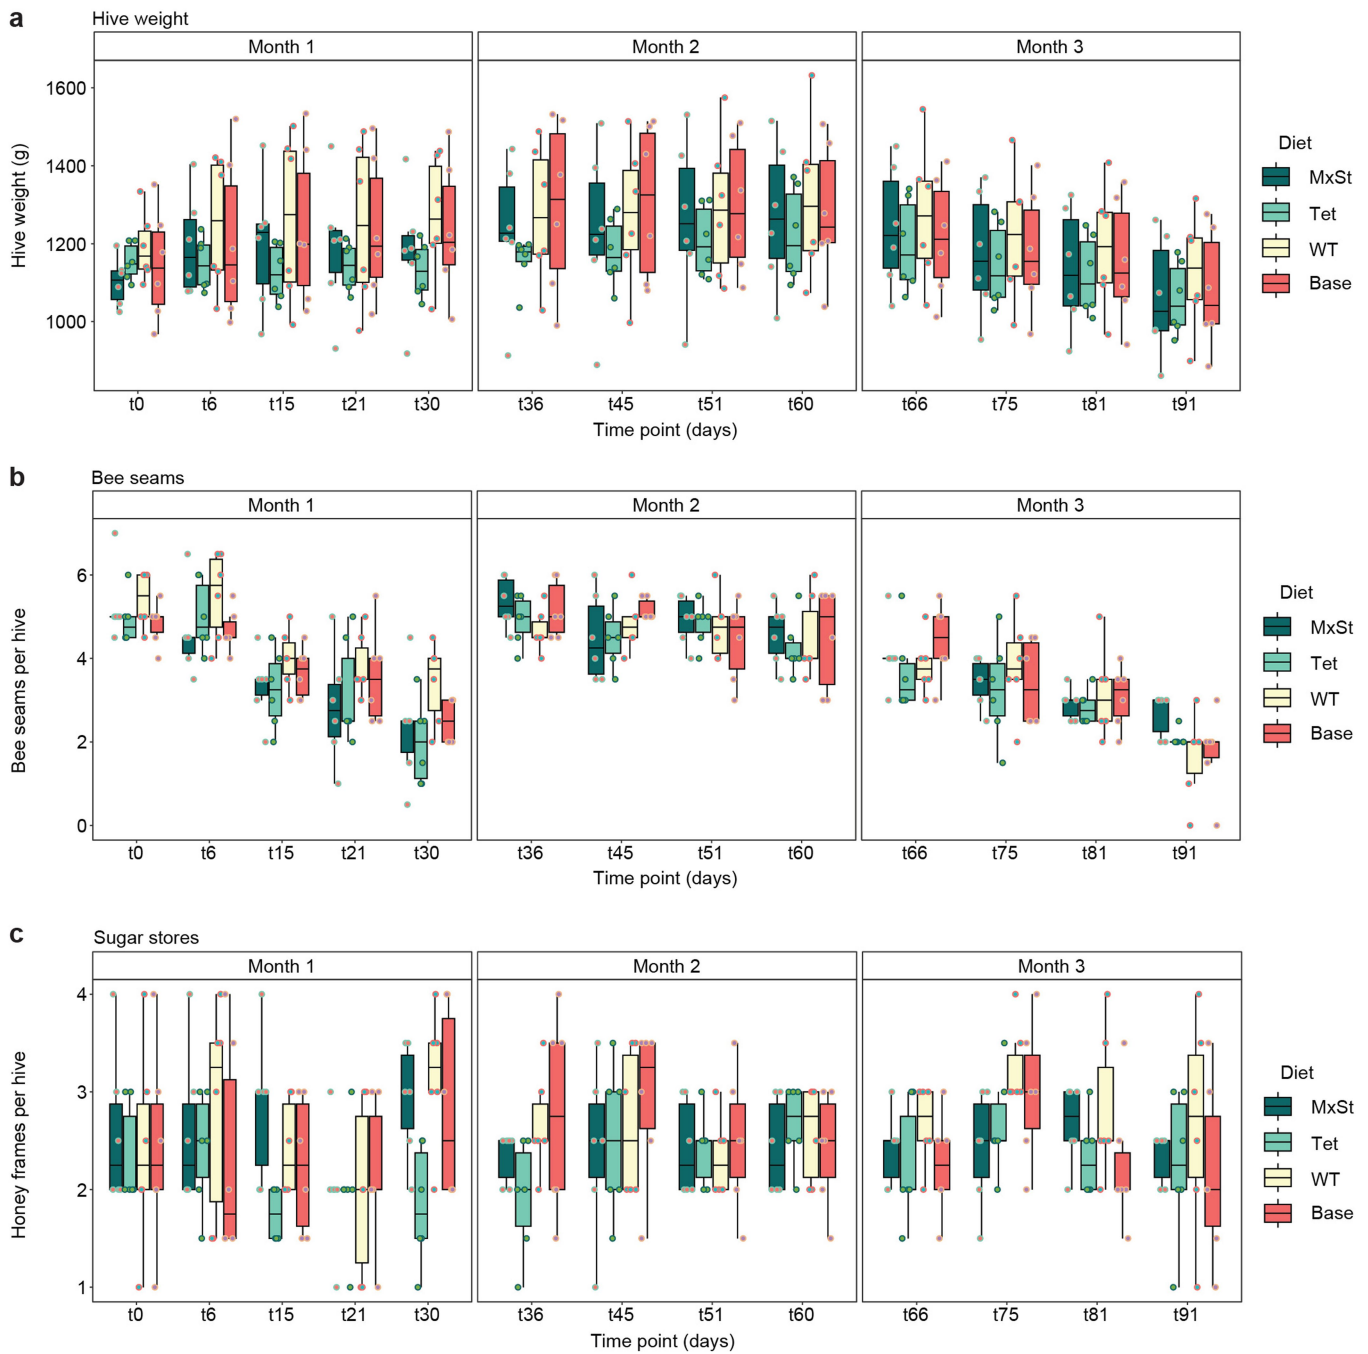 a
Hive weight
Month 1 Month 2 Month 3
1600
1400
1200
1000
Hive weight (g)
t0 t6 t15 t21 t30 t36 t45 t51 t60 t66 t75 t81 t91
Time point (days)
Diet
MxSt
Tet
WT
Base
b
Bee seams
Month 1 Month 2 Month 3
6
4
2
0
Bee seams per hive
t0 t6 t15 t21 t30 t36 t45 t51 t60 t66 t75 t81 t91
Time point (days)
Diet
MxSt
Tet
WT
Base
c
Sugar stores
Month 1 Month 2 Month 3
4
3
2
1
Honey frames per hive
t0 t6 t15 t21 t30 t36 t45 t51 t60 t66 t75 t81 t91
Time point (days)
Diet
MxSt
Tet
WT
Base